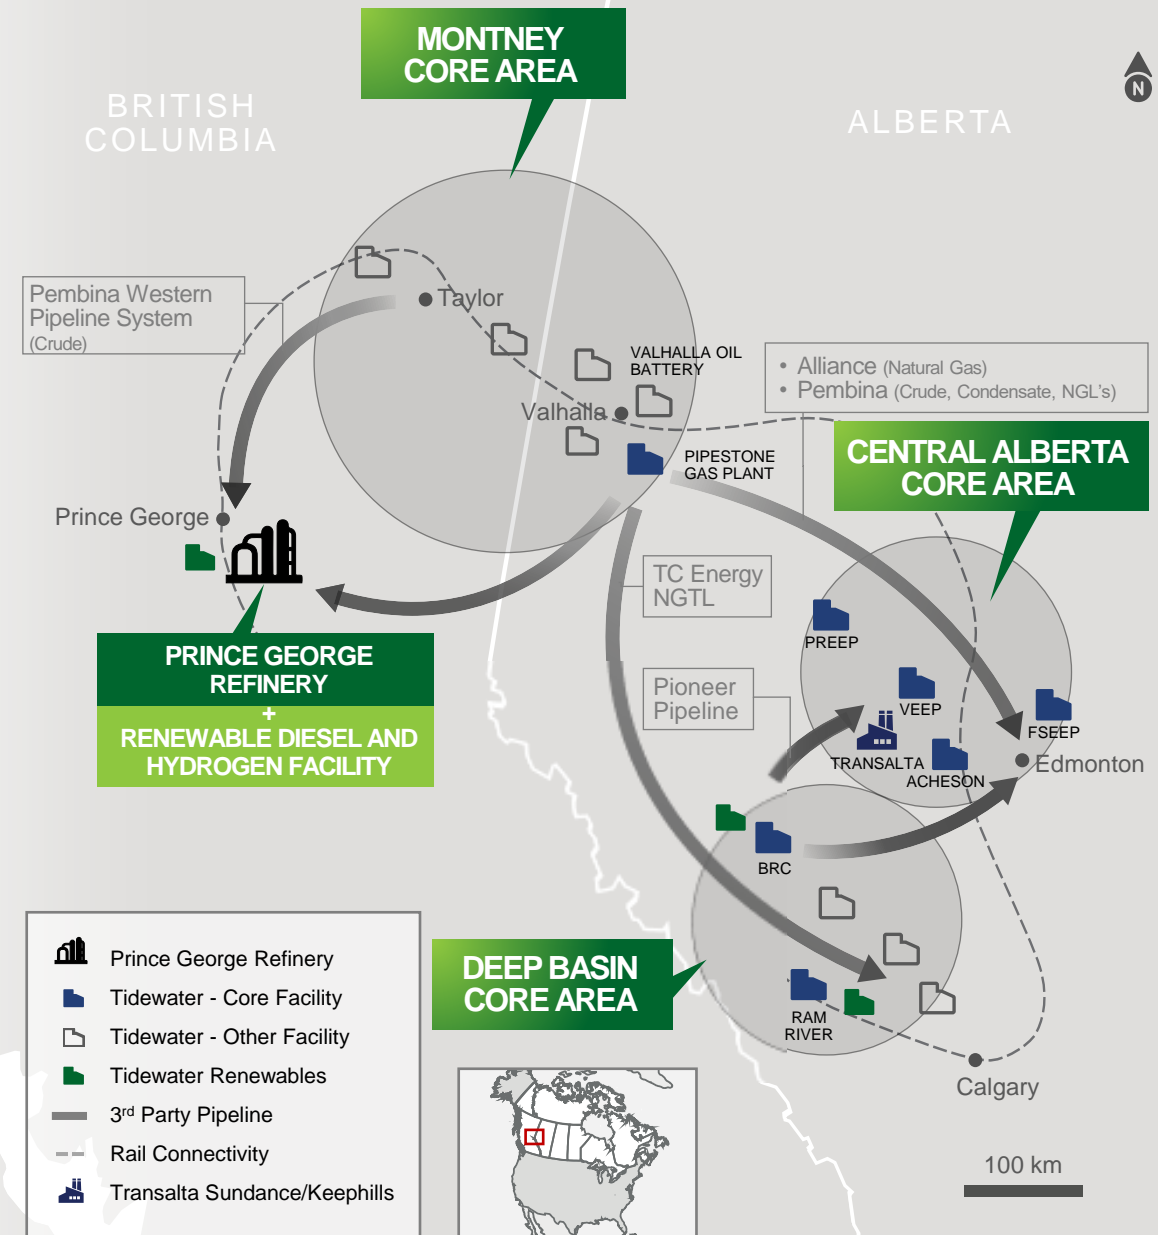 MONTNEY
CORE AREA
N
BRITISH
COLUMBIA
ALBERTA
Pembina Western
Pipeline System
(Crude)
Taylor
VALHALLA OIL
BATTERY
• Alliance (Natural Gas)
• Pembina (Crude, Condensate, NGL's)
Valhalla
CENTRAL ALBERTA
CORE AREA
PIPESTONE
GAS PLANT
Prince George
TC Energy
NGTL
PREEP
PRINCE GEORGE
REFINERY
+
RENEWABLE DIESEL AND
HYDROGEN FACILITY
Pioneer
Pipeline
VEEP
FSEEP
TRANSALTA
ACHESON
Edmonton
BRC
DEEP BASIN
CORE AREA
RAM
RIVER
Calgary
100 km
Prince George Refinery
Tidewater - Core Facility
Tidewater - Other Facility
Tidewater Renewables
3rd Party Pipeline
Rail Connectivity
Transalta Sundance/Keephills